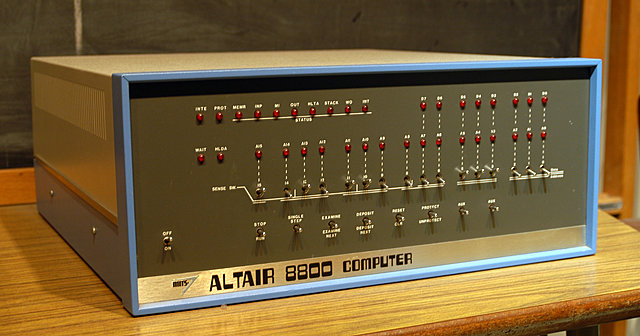 INTE PROT MEMR INP MI OUT HLTA STACK WO INT D7 D6 D5 D4 D3 D2 D1 D0
STATUS
WAIT HLDA A15 A14 A13 A12 A11 A10 A9 A8 A7 A6 A5 A4 A3 A2 A1 A0
SENSE SW.
OFF
ON
STOP
RUN
SINGLE
STEP
EXAMINE
EXAMINE
NEXT
DEPOSIT
DEPOSIT
NEXT
RESET
CLR
PROTECT
UNPROTECT
AUX
AUX
MITS
ALTAIR 8800 COMPUTER